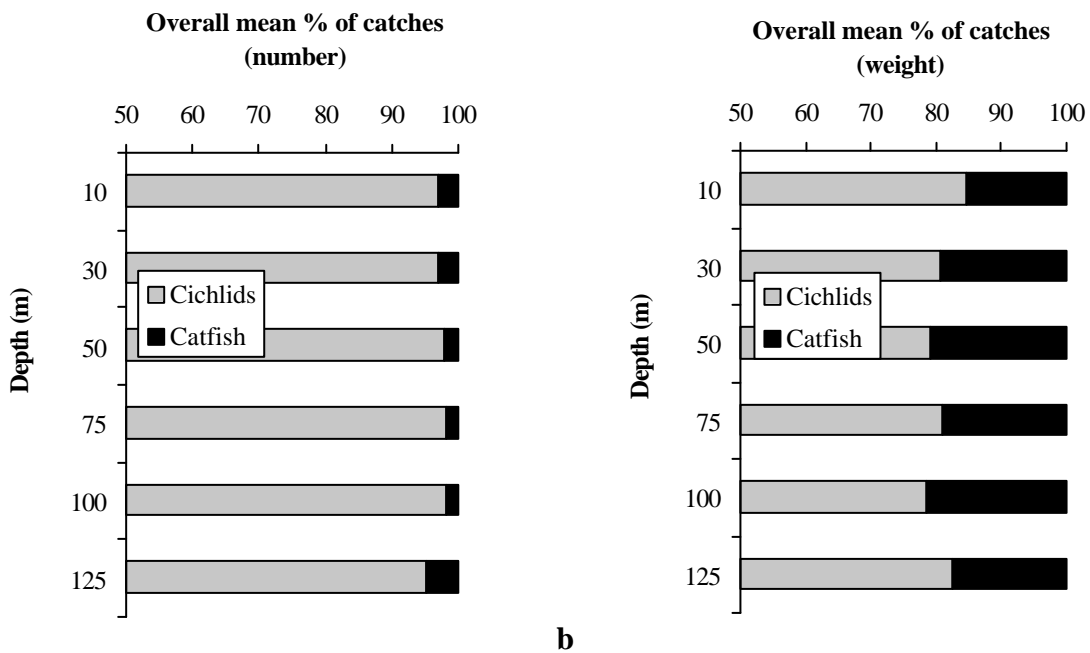 Overall mean % of catches
(number)
50 60 70 80 90 100
Depth (m)
10
30
50
75
100
125
Cichlids
Catfish
Overall mean % of catches
(weight)
50 60 70 80 90 100
Depth (m)
10
30
50
75
100
125
Cichlids
Catfish
b